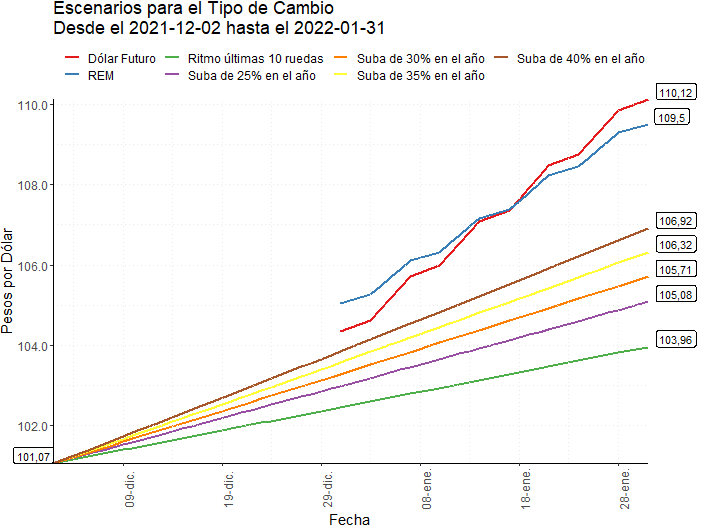 Escenarios para el Tipo de Cambio
Desde el 2021-12-02 hasta el 2022-01-31
Dólar Futuro
Ritmo últimas 10 ruedas
Suba de 30% en el año
Suba de 40% en el año
REM
Suba de 25% en el año
Suba de 35% en el año
110.0
108.0
106.0
104.0
102.0
Pesos por Dólar
110,12
109,5
106,92
106,32
105,71
105,08
103,96
101,07
09-dic.
19-dic.
29-dic.
08-ene.
18-ene.
28-ene.
Fecha